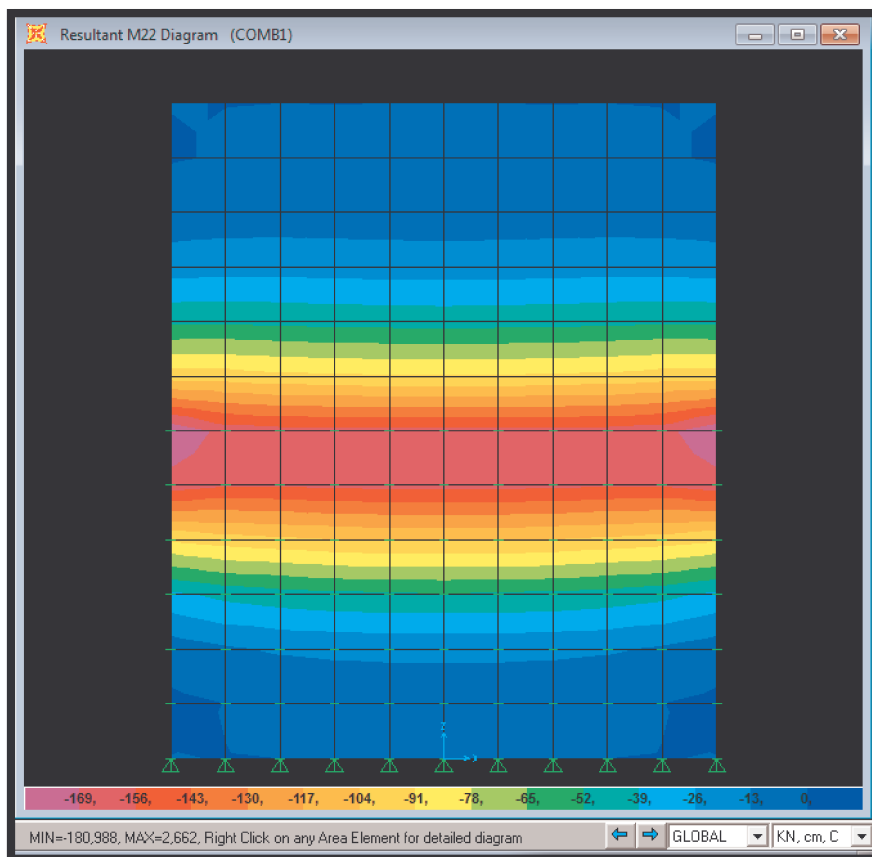 Resultant M22 Diagram (COMB1)
Z
-169, -156, -143, -130, -117, -104, -91, -78, -65, -52, -39, -26, -13, 0,
MIN=-180,988, MAX=2,662, Right Click on any Area Element for detailed diagram GLOBAL KN, cm, C